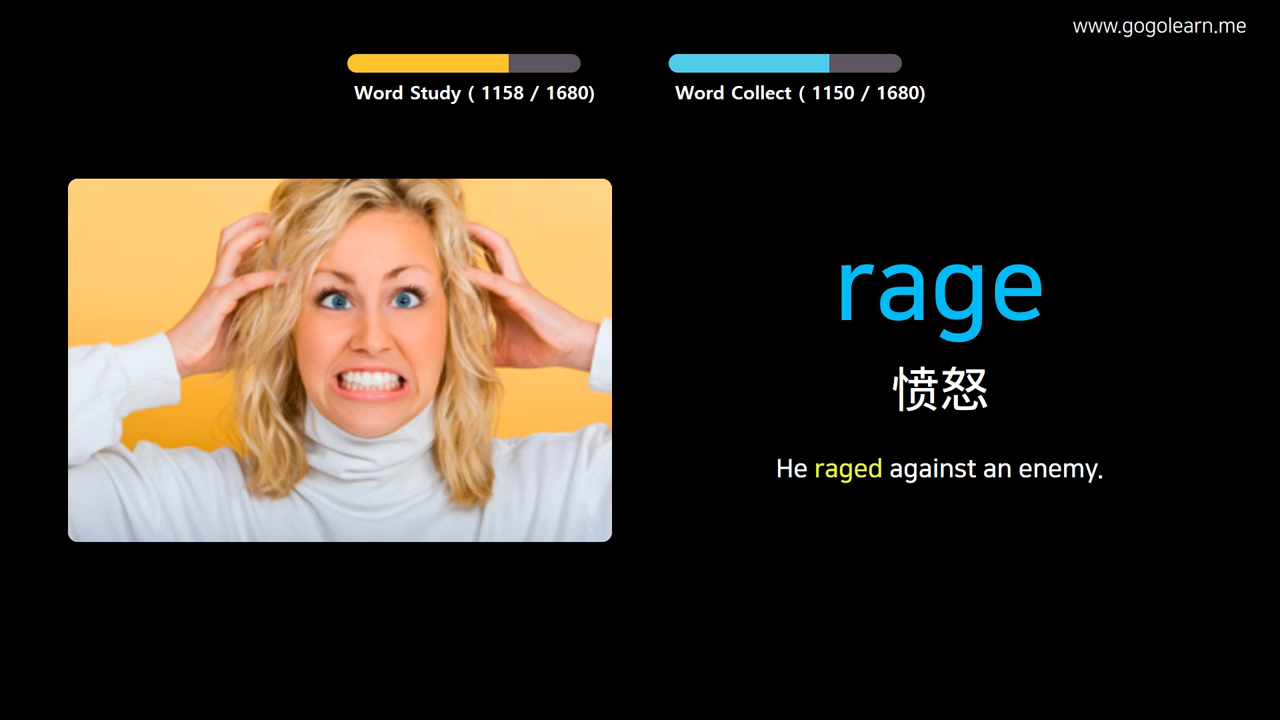 www.gogolearn.me
Word Study ( 1158 / 1680)
Word Collect ( 1150 / 1680)
rage
愤怒
He raged against an enemy.